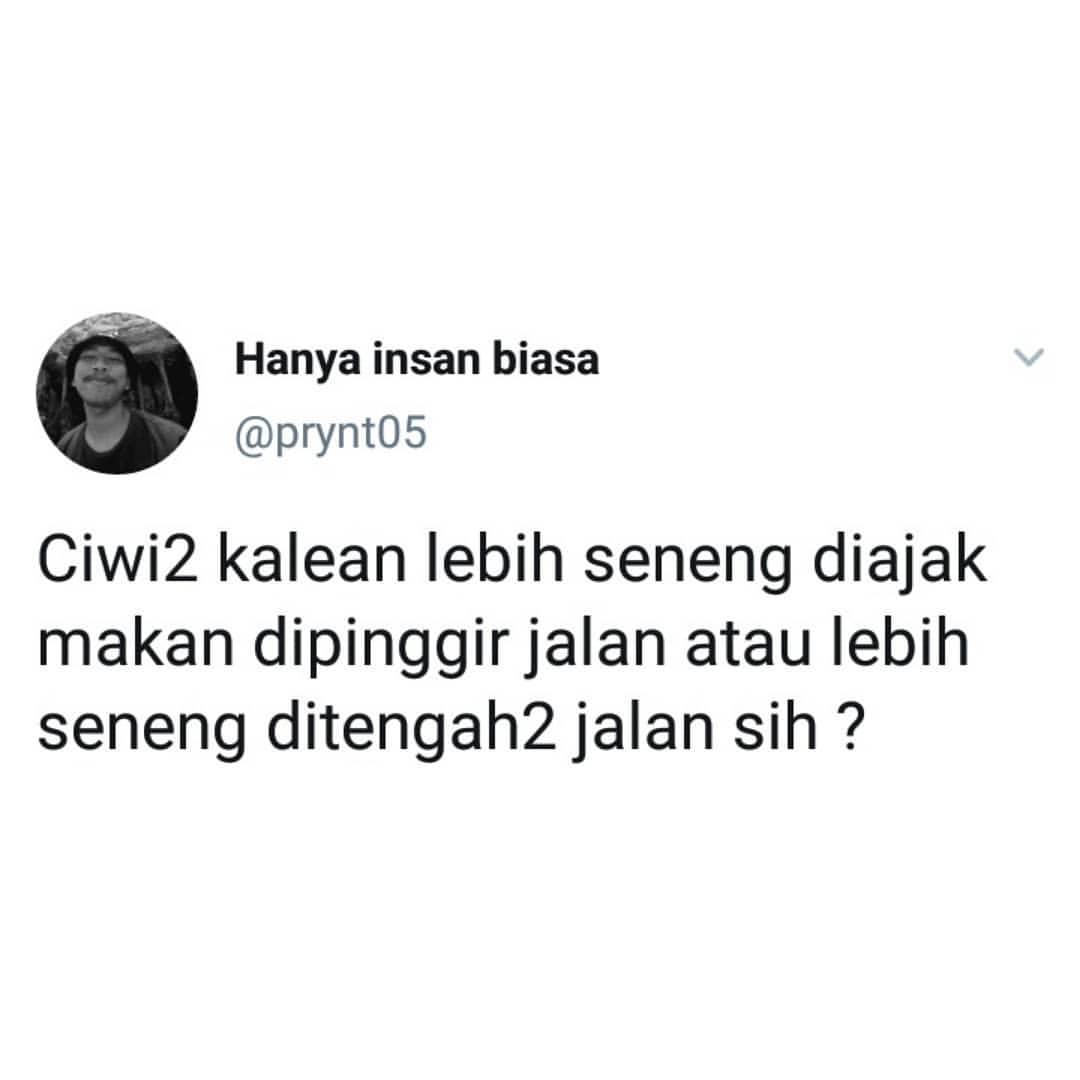 Hanya insan biasa
@prynt05
Ciwi2 kalean lebih seneng diajak
makan dipinggir jalan atau lebih
seneng ditengah2 jalan sih ?